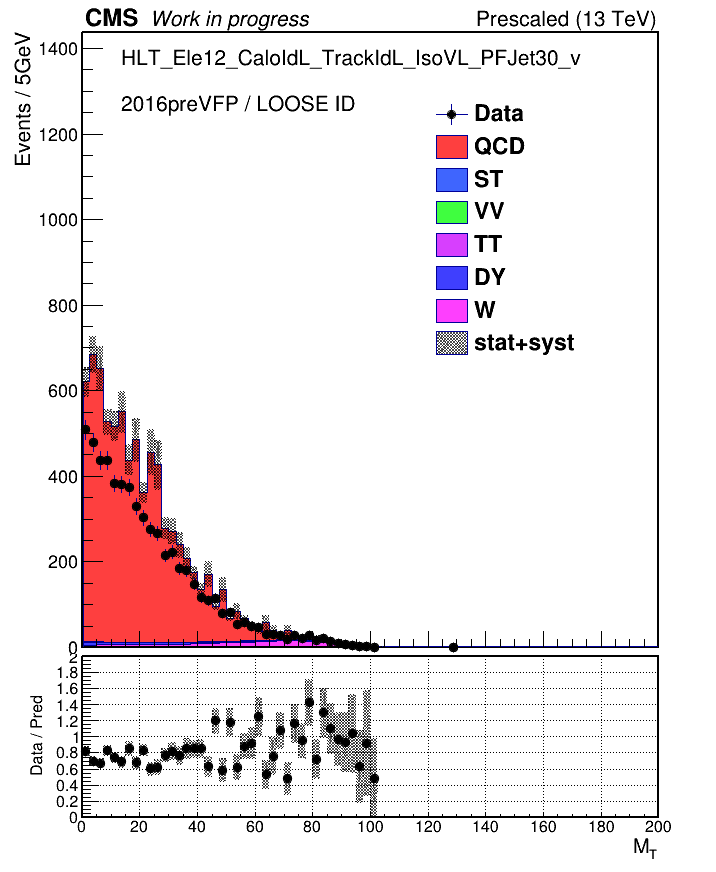 CMS Work in progress Prescaled (13 TeV)
Events / 5GeV
1400
1200
1000
800
600
400
200
0
HLT_Ele12_CaloIdL_TrackIdL_IsoVL_PFJet30_v
2016preVFP / LOOSE ID
Data
QCD
ST
VV
TT
DY
W
stat+syst
Data / Pred
2
1.8
1.6
1.4
1.2
1
0.8
0.6
0.4
0.2
0
0 20 40 60 80 100 120 140 160 180 200
M_T